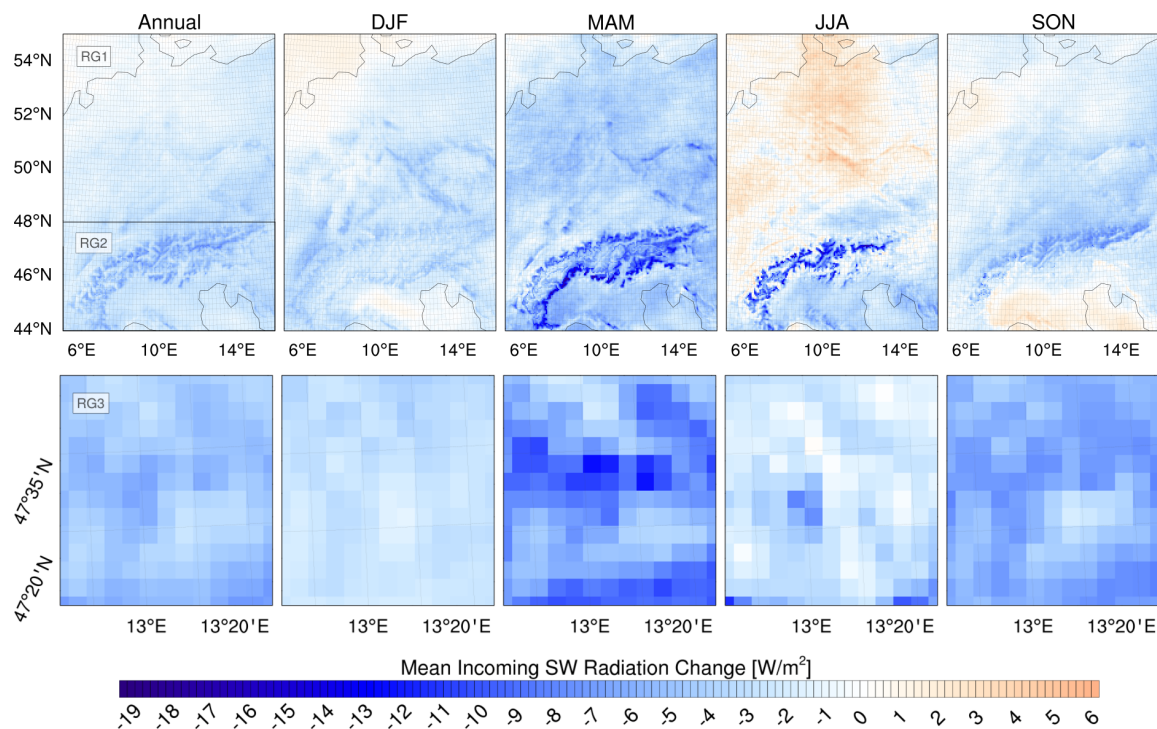 Annual DJF MAM JJA SON
RG1
54°N
52°N
50°N
48°N
RG2
46°N
44°N
6°E 10°E 14°E 6°E 10°E 14°E 6°E 10°E 14°E 6°E 10°E 14°E 6°E 10°E 14°E
RG3
47°35'N
47°20'N
13°E 13°20'E 13°E 13°20'E 13°E 13°20'E 13°E 13°20'E 13°E 13°20'E
Mean Incoming SW Radiation Change [W/m²]
-19 -18 -17 -16 -15 -14 -13 -12 -11 -10 -9 -8 -7 -6 -5 -4 -3 -2 -1 0 1 2 3 4 5 6